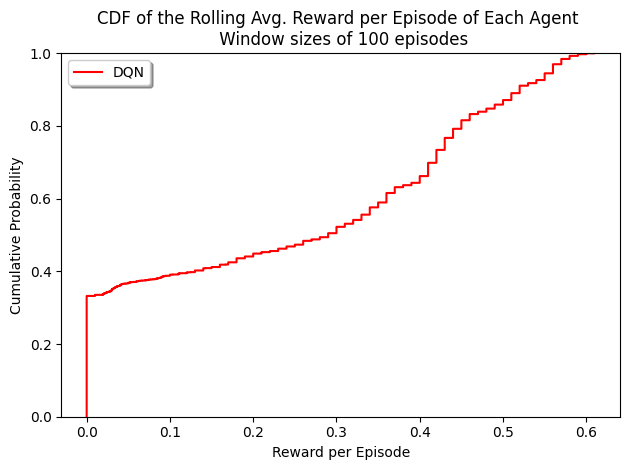 CDF of the Rolling Avg. Reward per Episode of Each Agent
Window sizes of 100 episodes
DQN
1.0
0.8
0.6
0.4
0.2
0.0
Cumulative Probability
0.0 0.1 0.2 0.3 0.4 0.5 0.6
Reward per Episode